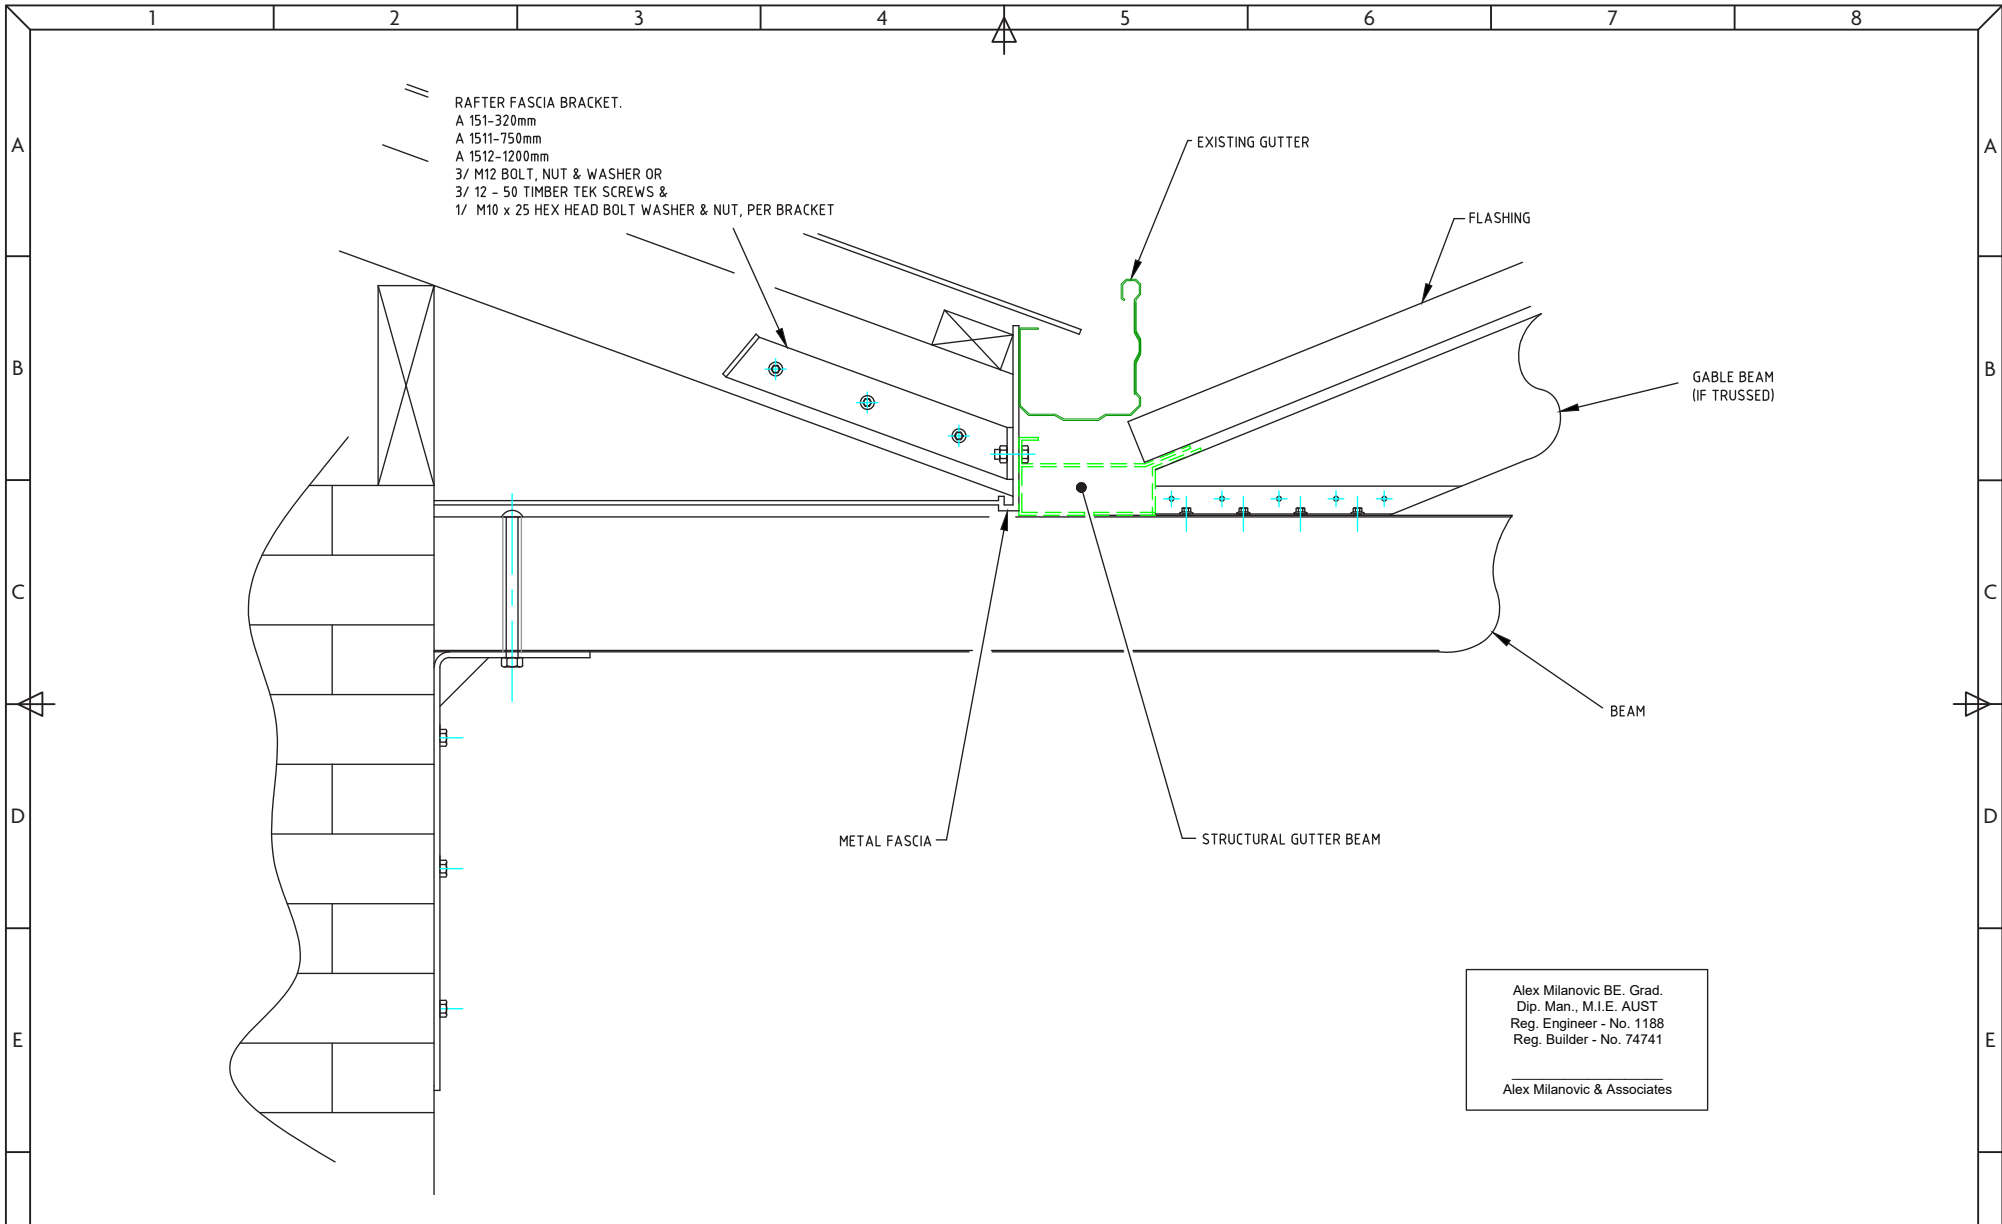 1 2 3 4 5 6 7 8
RAFTER FASCIA BRACKET.
A 151-320mm
A 1511-750mm
A 1512-1200mm
3/ M12 BOLT, NUT & WASHER OR
3/ 12 - 50 TIMBER TEK SCREWS &
1/ M10 x 25 HEX HEAD BOLT WASHER & NUT, PER BRACKET
EXISTING GUTTER
A A
FLASHING
B B
GABLE BEAM
(IF TRUSSED)
C C
BEAM
D D
METAL FASCIA
STRUCTURAL GUTTER BEAM
E E
Alex Milanovic BE. Grad.
Dip. Man., M.I.E. AUST
Reg. Engineer - No. 1188
Reg. Builder - No. 74741
Alex Milanovic & Associates